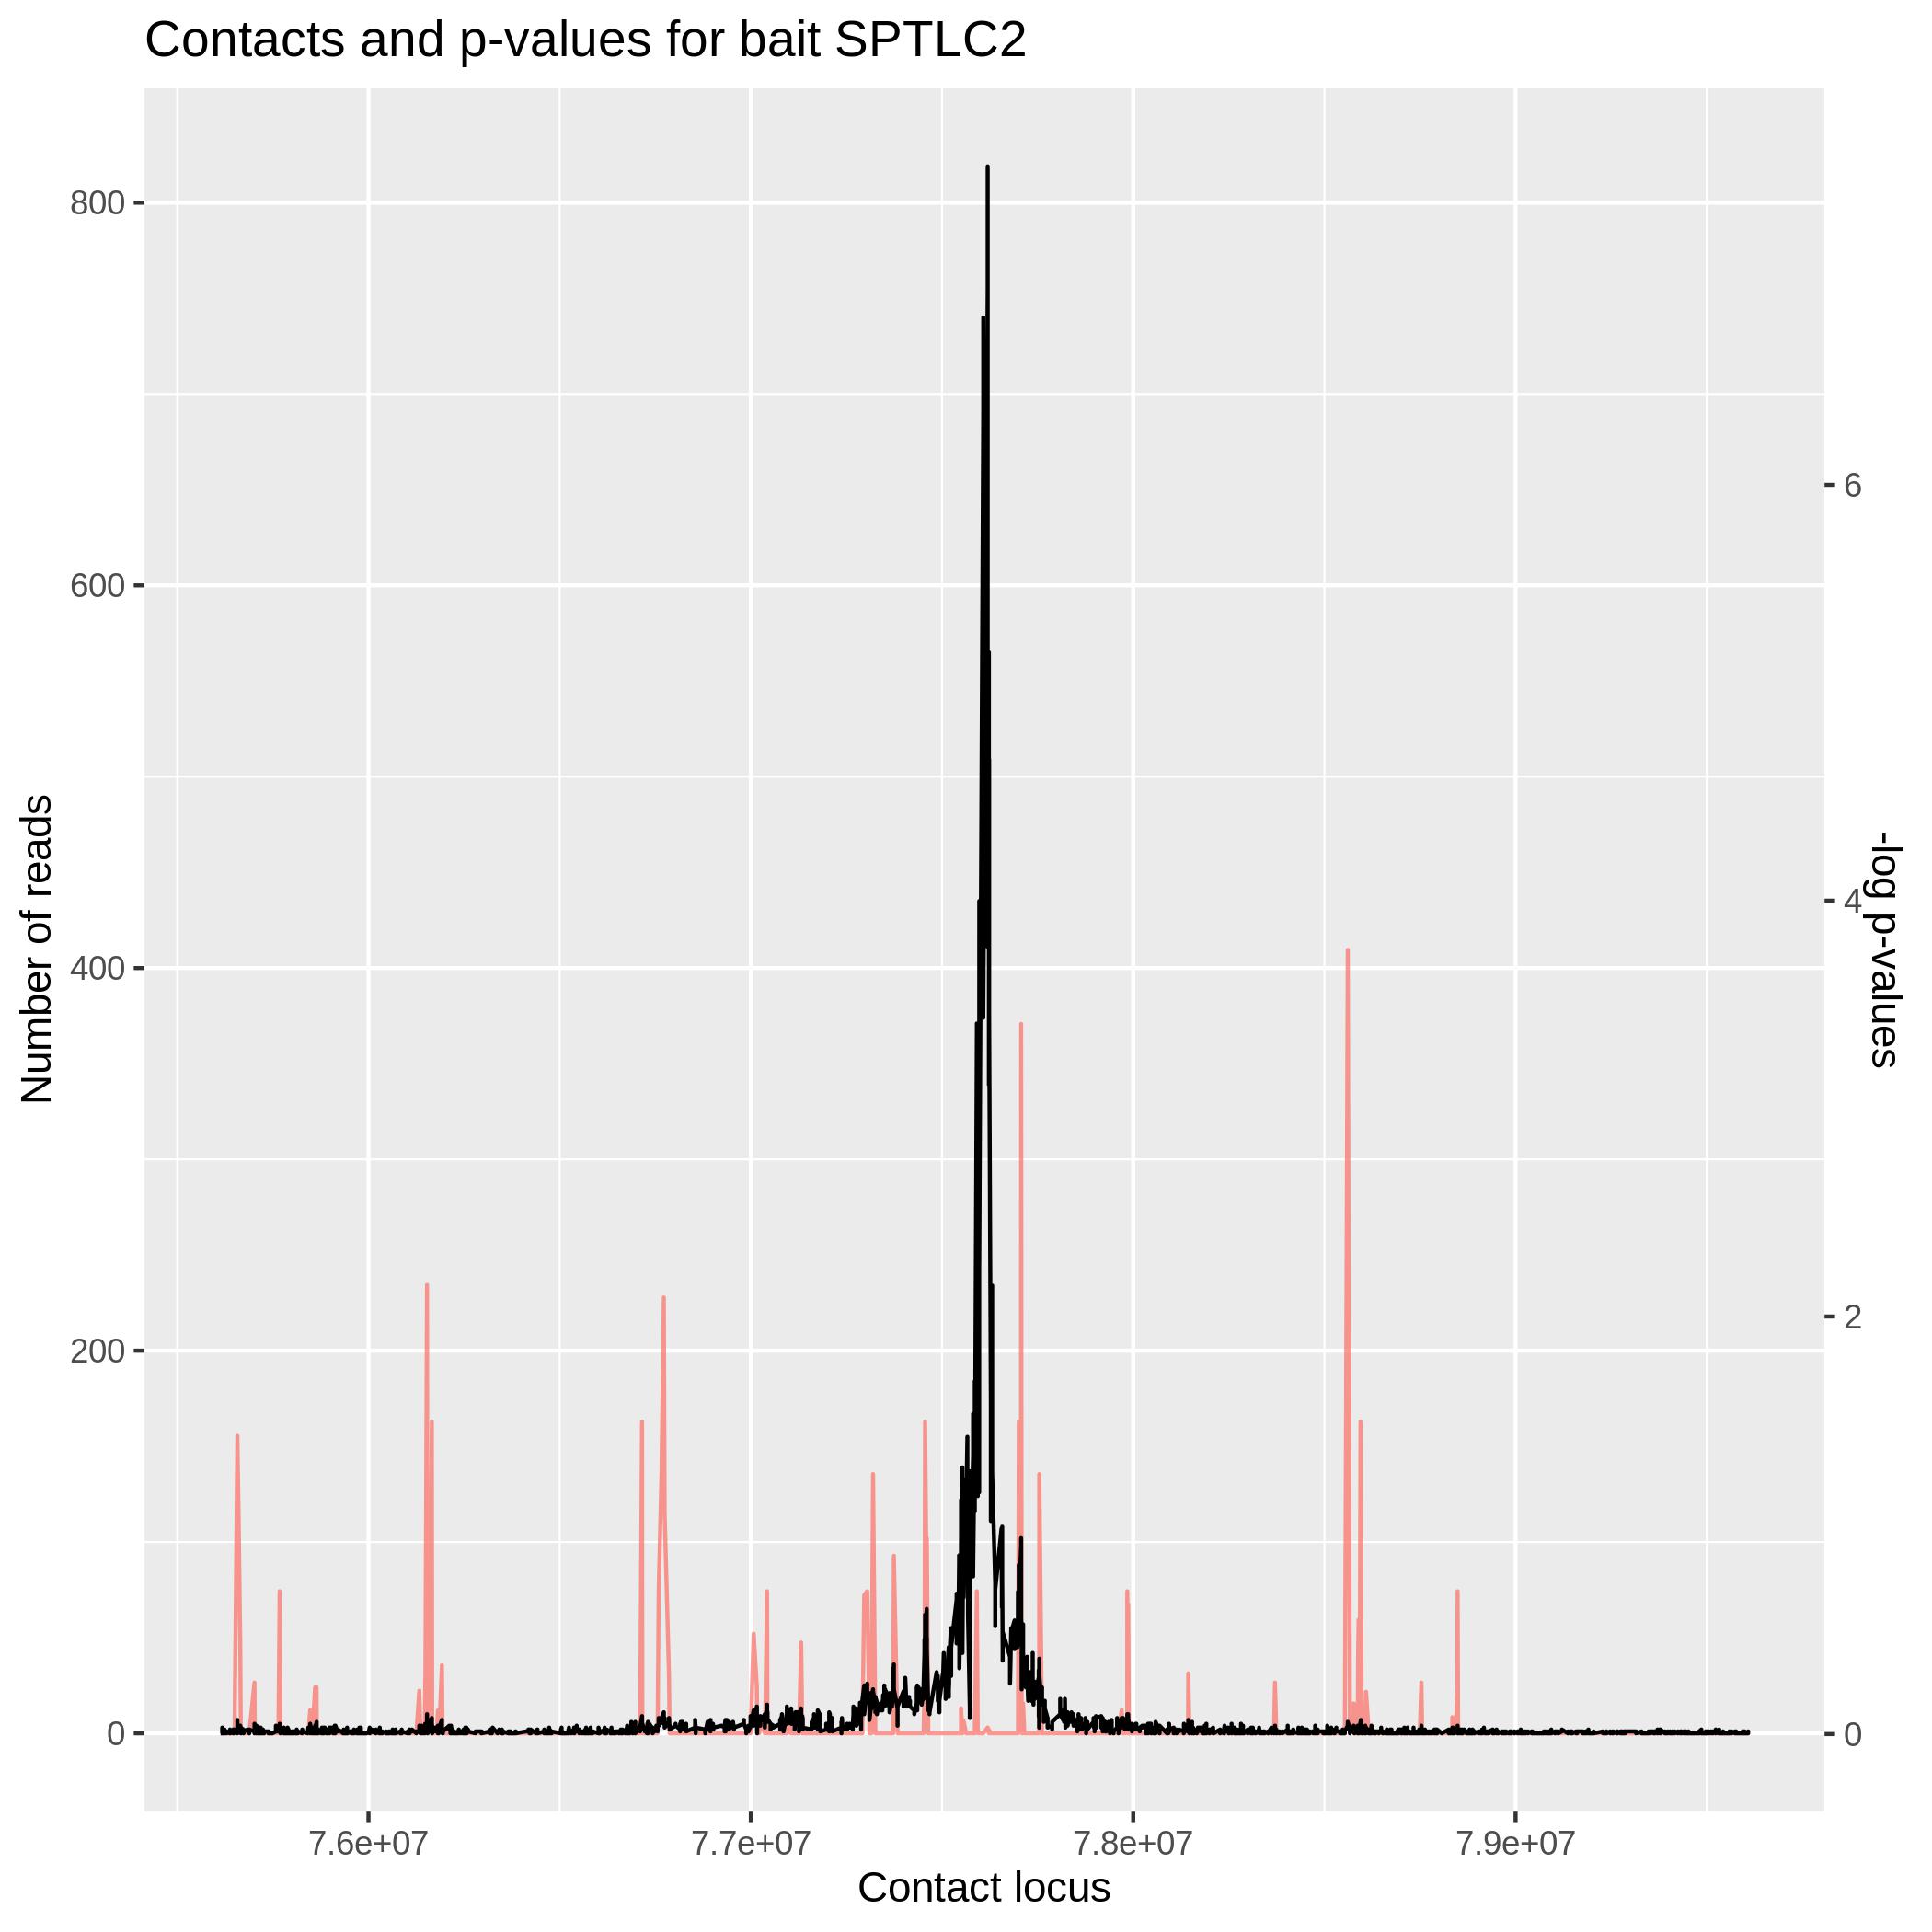 Contacts and p-values for bait SPTLC2
800
600
400
200
0
Number of reads
6
4
2
0
-log p-values
7.6e+07
7.7e+07
7.8e+07
7.9e+07
Contact locus